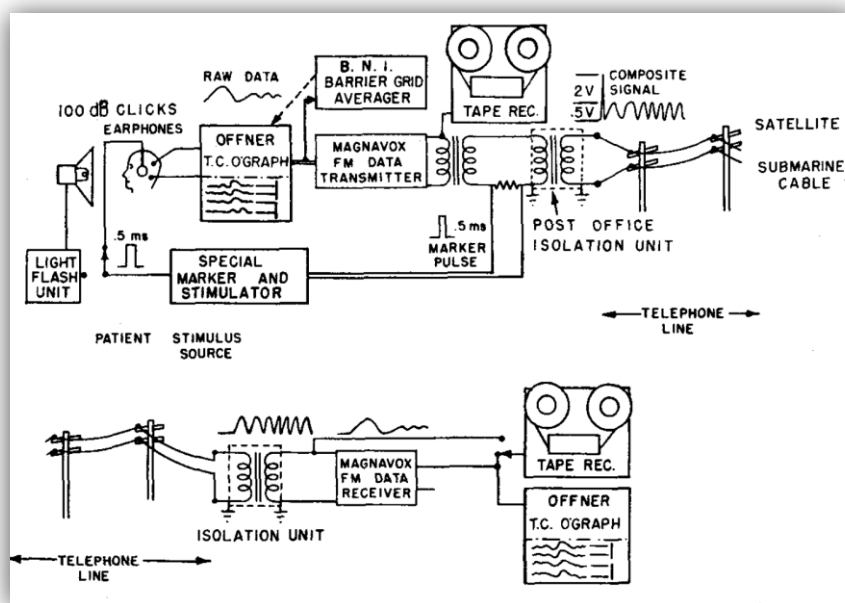 RAW DATA
B. N. I.
BARRIER GRID
AVERAGER
TAPE REC.
COMPOSITE
SIGNAL
2V
.5V
100 dB CLICKS
EARPHONES
OFFNER
T.C. O'GRAPH
MAGNAVOX
FM DATA
TRANSMITTER
SATELLITE
SUBMARINE
CABLE
POST OFFICE
ISOLATION UNIT
.5 ms
MARKER
PULSE
.5 ms
LIGHT
FLASH
UNIT
SPECIAL
MARKER AND
STIMULATOR
TELEPHONE
LINE
PATIENT STIMULUS
SOURCE
MAGNAVOX
FM DATA
RECEIVER
TAPE REC.
OFFNER
T.C. O'GRAPH
ISOLATION UNIT
TELEPHONE
LINE